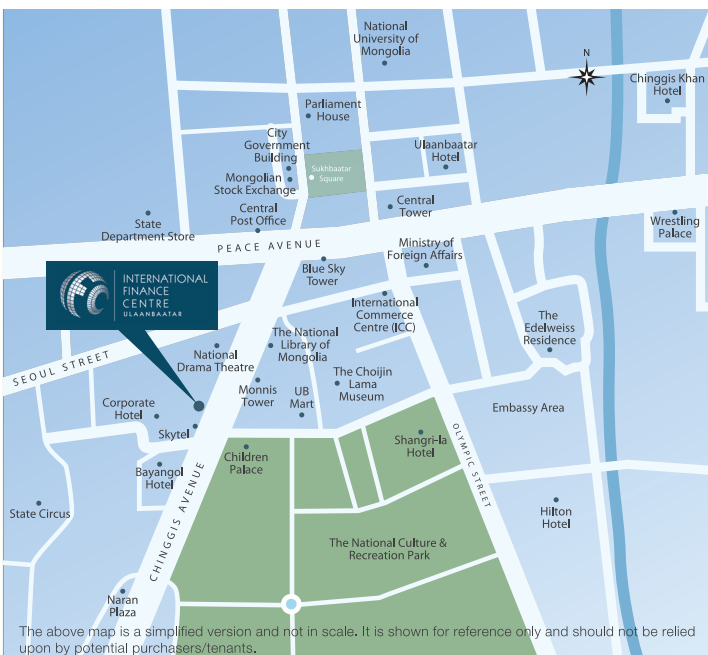 National
University of
Mongolia
N
Chinggis Khan
Hotel
Parliament
House
City
Government
Building
Mongolian
Stock Exchange
Sukhbaatar
Square
Ulaanbaatar
Hotel
Central
Post Office
Central
Tower
State
Department Store
Wrestling
Palace
PEACE AVENUE
Ministry of
Foreign Affairs
Blue Sky
Tower
INTERNATIONAL
FINANCE
CENTRE
ULAANBAATAR
International
Commerce
Centre (ICC)
The
Edelweiss
Residence
SEOUL STREET
National
Drama Theatre
The National
Library of
Mongolia
Monnis
Tower
UB
Mart
The Choijin
Lama
Museum
Corporate
Hotel
Skytel
Embassy Area
Bayangol
Hotel
Children
Palace
Shangri-la
Hotel
OLYMPIC STREET
CHINGGIS AVENUE
State Circus
Hilton
Hotel
The National Culture &
Recreation Park
Naran
Plaza
The above map is a simplified version and not in scale. It is shown for reference only and should not be relied
upon by potential purchasers/tenants.